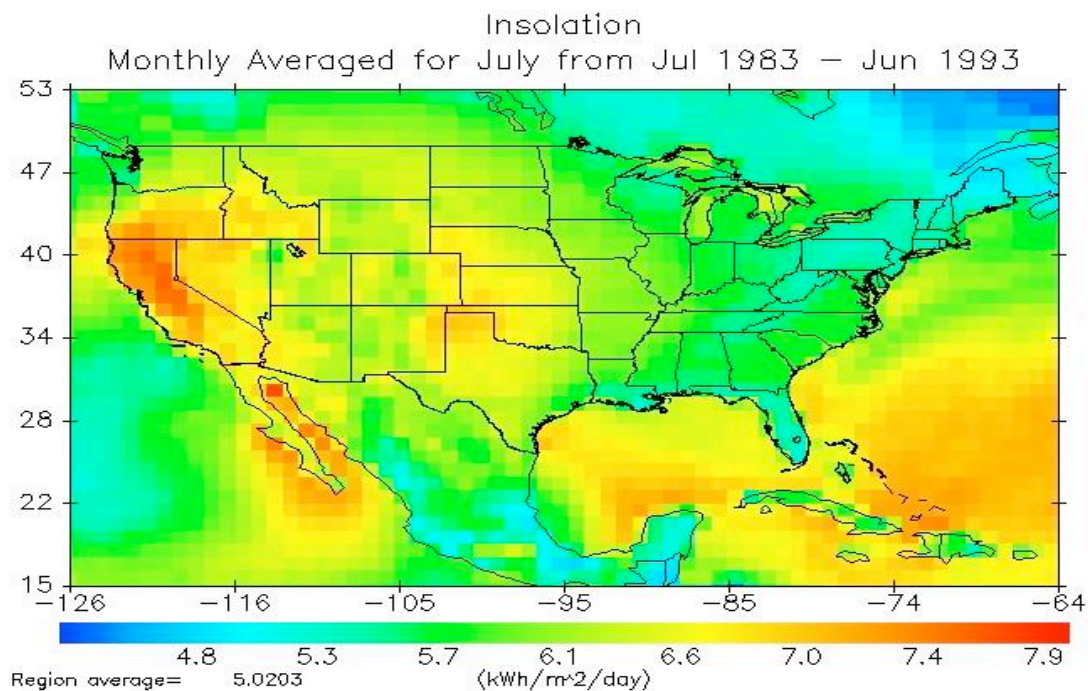 Insolation
Monthly Averaged for July from Jul 1983 - Jun 1993
53
47
40
34
28
22
15
-126 -116 -105 -95 -85 -74 -64
4.8 5.3 5.7 6.1 6.6 7.0 7.4 7.9
Region average= 5.0203 (kWh/m^2/day)